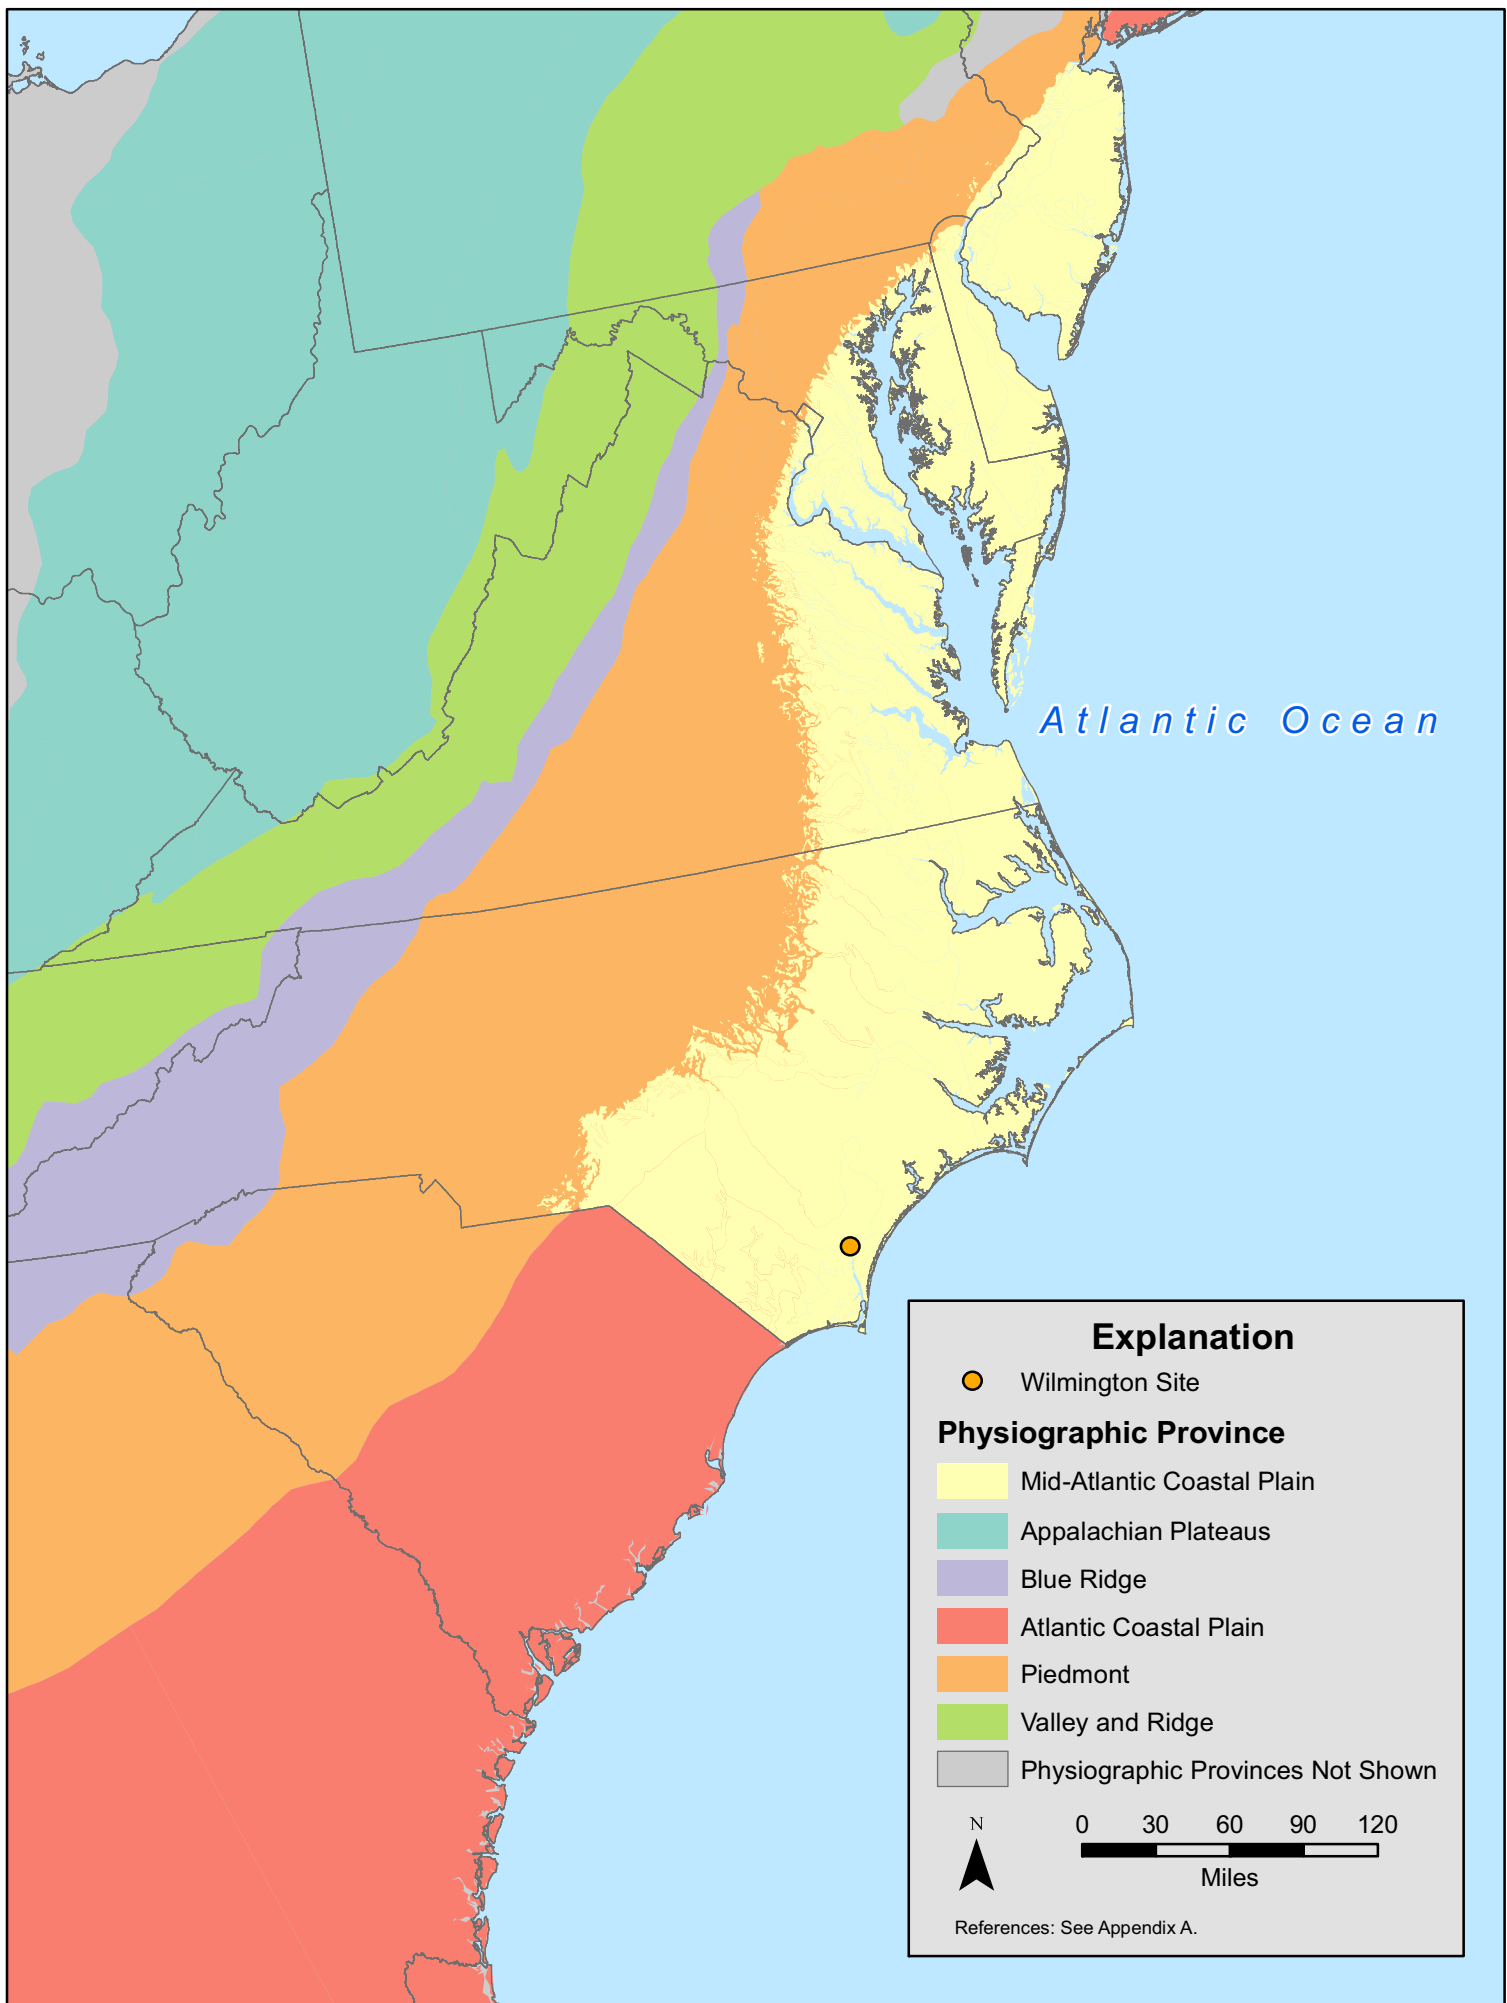 Atlantic Ocean
Explanation
Wilmington Site
Physiographic Province
Mid-Atlantic Coastal Plain
Appalachian Plateaus
Blue Ridge
Atlantic Coastal Plain
Piedmont
Valley and Ridge
Physiographic Provinces Not Shown
N
0 30 60 90 120
Miles
References: See Appendix A.